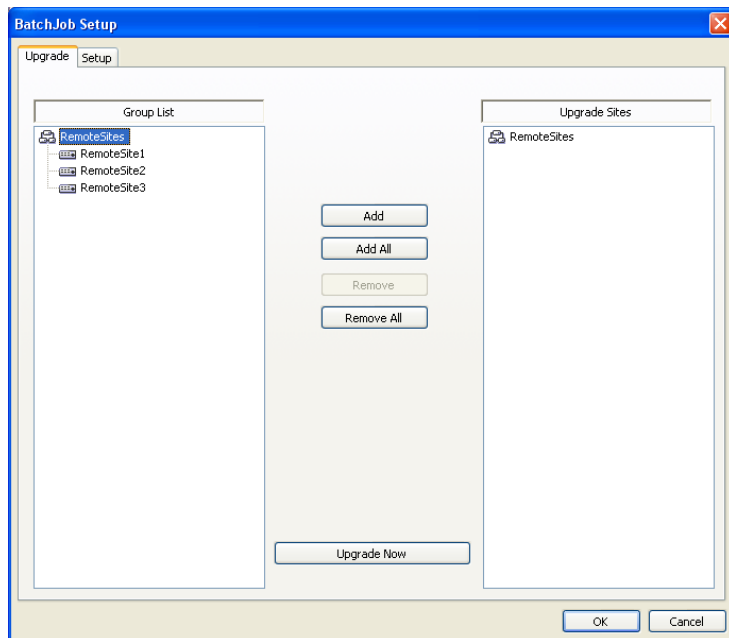 BatchJob Setup
Upgrade
Setup
Group List
RemoteSites
RemoteSite1
RemoteSite2
RemoteSite3
Add
Add All
Remove
Remove All
Upgrade Now
Upgrade Sites
RemoteSites
OK
Cancel